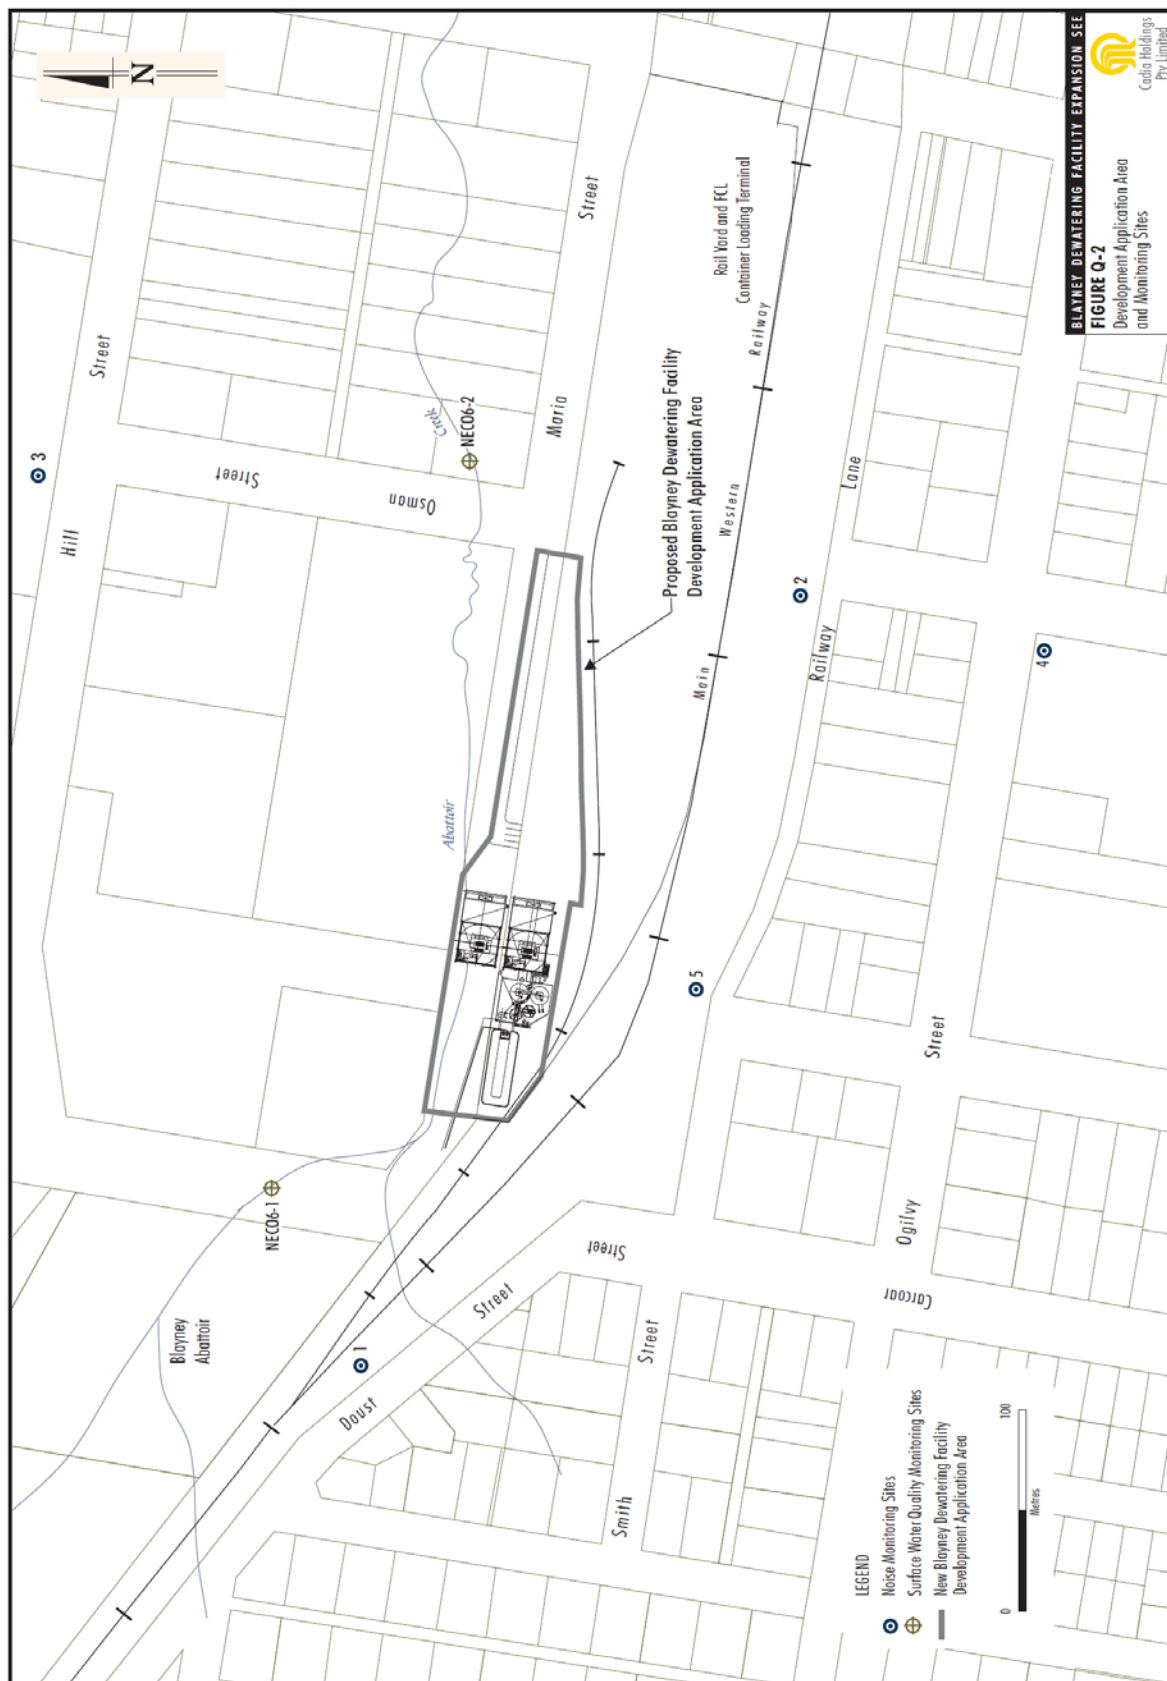 N
Hill
Street
3
Osman
Street
Creek
NECO6-2
Maria
Street
Abattoir
NECO6-1
Blayney
Abattoir
Rail Yard and FCL
Container Loading Terminal
Proposed Blayney Dewatering Facility
Development Application Area
Main
Western
Railway
Railway
Lane
2
4
5
1
Doust
Street
Street
Carcoar
Smith
Street
Ogilvy
Street
LEGEND
Noise Monitoring Sites
Surface Water Quality Monitoring Sites
New Blayney Dewatering Facility
Development Application Area
0
100
Metres
BLAYNEY DEWATERING FACILITY EXPANSION SEE
FIGURE Q-2
Development Application Area
and Monitoring Sites
Cadia Holdings
Pty Limited